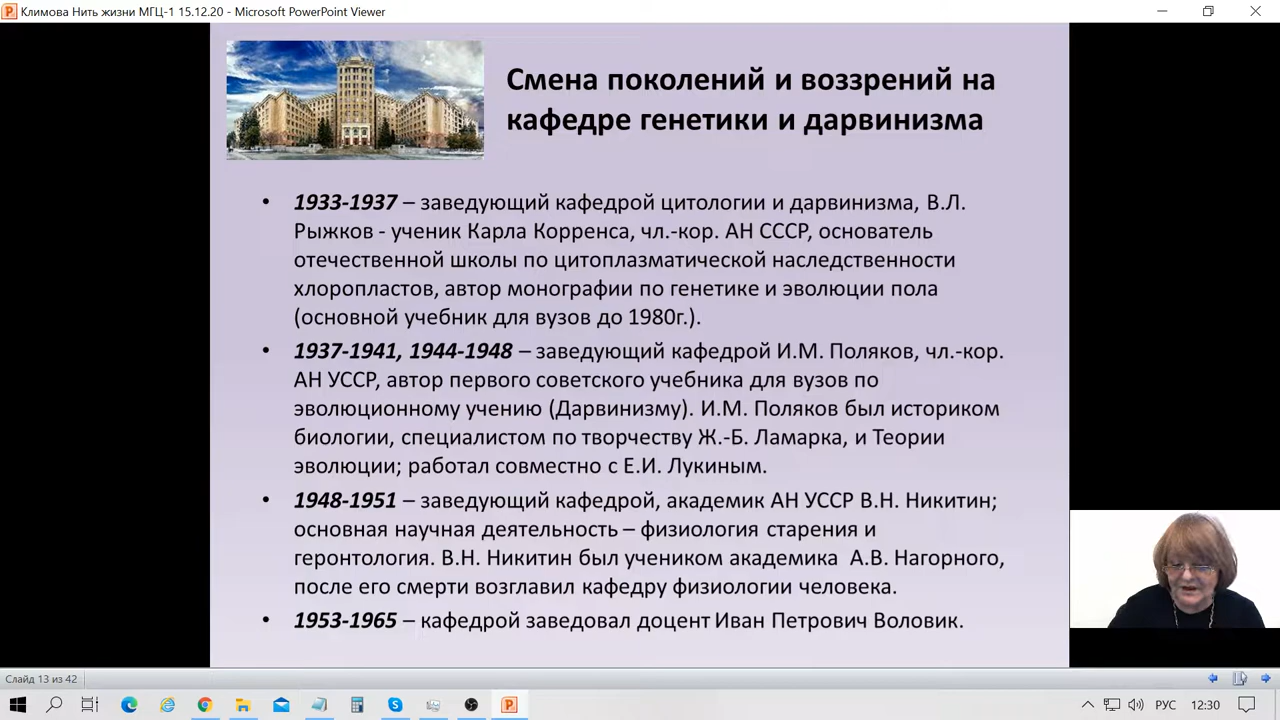 Климова Нить жизни МГЦ-1 15.12.20 - Microsoft PowerPoint Viewer
Смена поколений и воззрений на
кафедре генетики и дарвинизма
• 1933-1937 – заведующий кафедрой цитологии и дарвинизма, В.Л.
Рыжков - ученик Карла Корренса, чл.-кор. АН СССР, основатель
отечественной школы по цитоплазматической наследственности
хлоропластов, автор монографии по генетике и эволюции пола
(основной учебник для вузов до 1980г.).
• 1937-1941, 1944-1948 – заведующий кафедрой И.М. Поляков, чл.-кор.
АН УССР, автор первого советского учебника для вузов по
эволюционному учению (Дарвинизму). И.М. Поляков был историком
биологии, специалистом по творчеству Ж.-Б. Ламарка, и Теории
эволюции; работал совместно с Е.И. Лукиным.
• 1948-1951 – заведующий кафедрой, академик АН УССР В.Н. Никитин;
основная научная деятельность – физиология старения и
геронтология. В.Н. Никитин был учеником академика А.В. Нагорного,
после его смерти возглавил кафедру физиологии человека.
• 1953-1965 – кафедрой заведовал доцент Иван Петрович Воловик.
Слайд 13 из 42
РУС
12:30